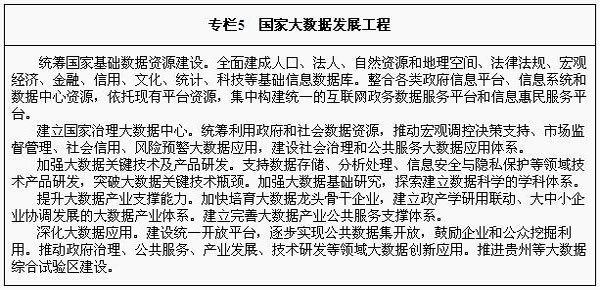 专栏5 国家大数据发展工程
统筹国家基础数据资源建设。全面建成人口、法人、自然资源和地理空间、法律法规、宏观
经济、金融、信用、文化、统计、科技等基础信息数据库。整合各类政府信息平台、信息系统和
数据中心资源，依托现有平台资源，集中构建统一的互联网政务数据服务平台和信息惠民服务平
台。
建立国家治理大数据中心。统筹利用政府和社会数据资源，推动宏观调控决策支持、市场监
督管理、社会信用、风险预警大数据应用，建设社会治理和公共服务大数据应用体系。
加强大数据关键技术及产品研发。支持数据存储、分析处理、信息安全与隐私保护等领域技
术产品研发，突破大数据关键技术瓶颈。加强大数据基础研究，探索建立数据科学的学科体系。
提升大数据产业支撑能力。加快培育大数据龙头骨干企业，建立政产学研用联动、大中小企
业协调发展的大数据产业体系。建立完善大数据产业公共服务支撑体系。
深化大数据应用。建设统一开放平台，逐步实现公共数据集开放，鼓励企业和公众挖掘利
用。推动政府治理、公共服务、产业发展、技术研发等领域大数据创新应用。推进贵州等大数据
综合试验区建设。